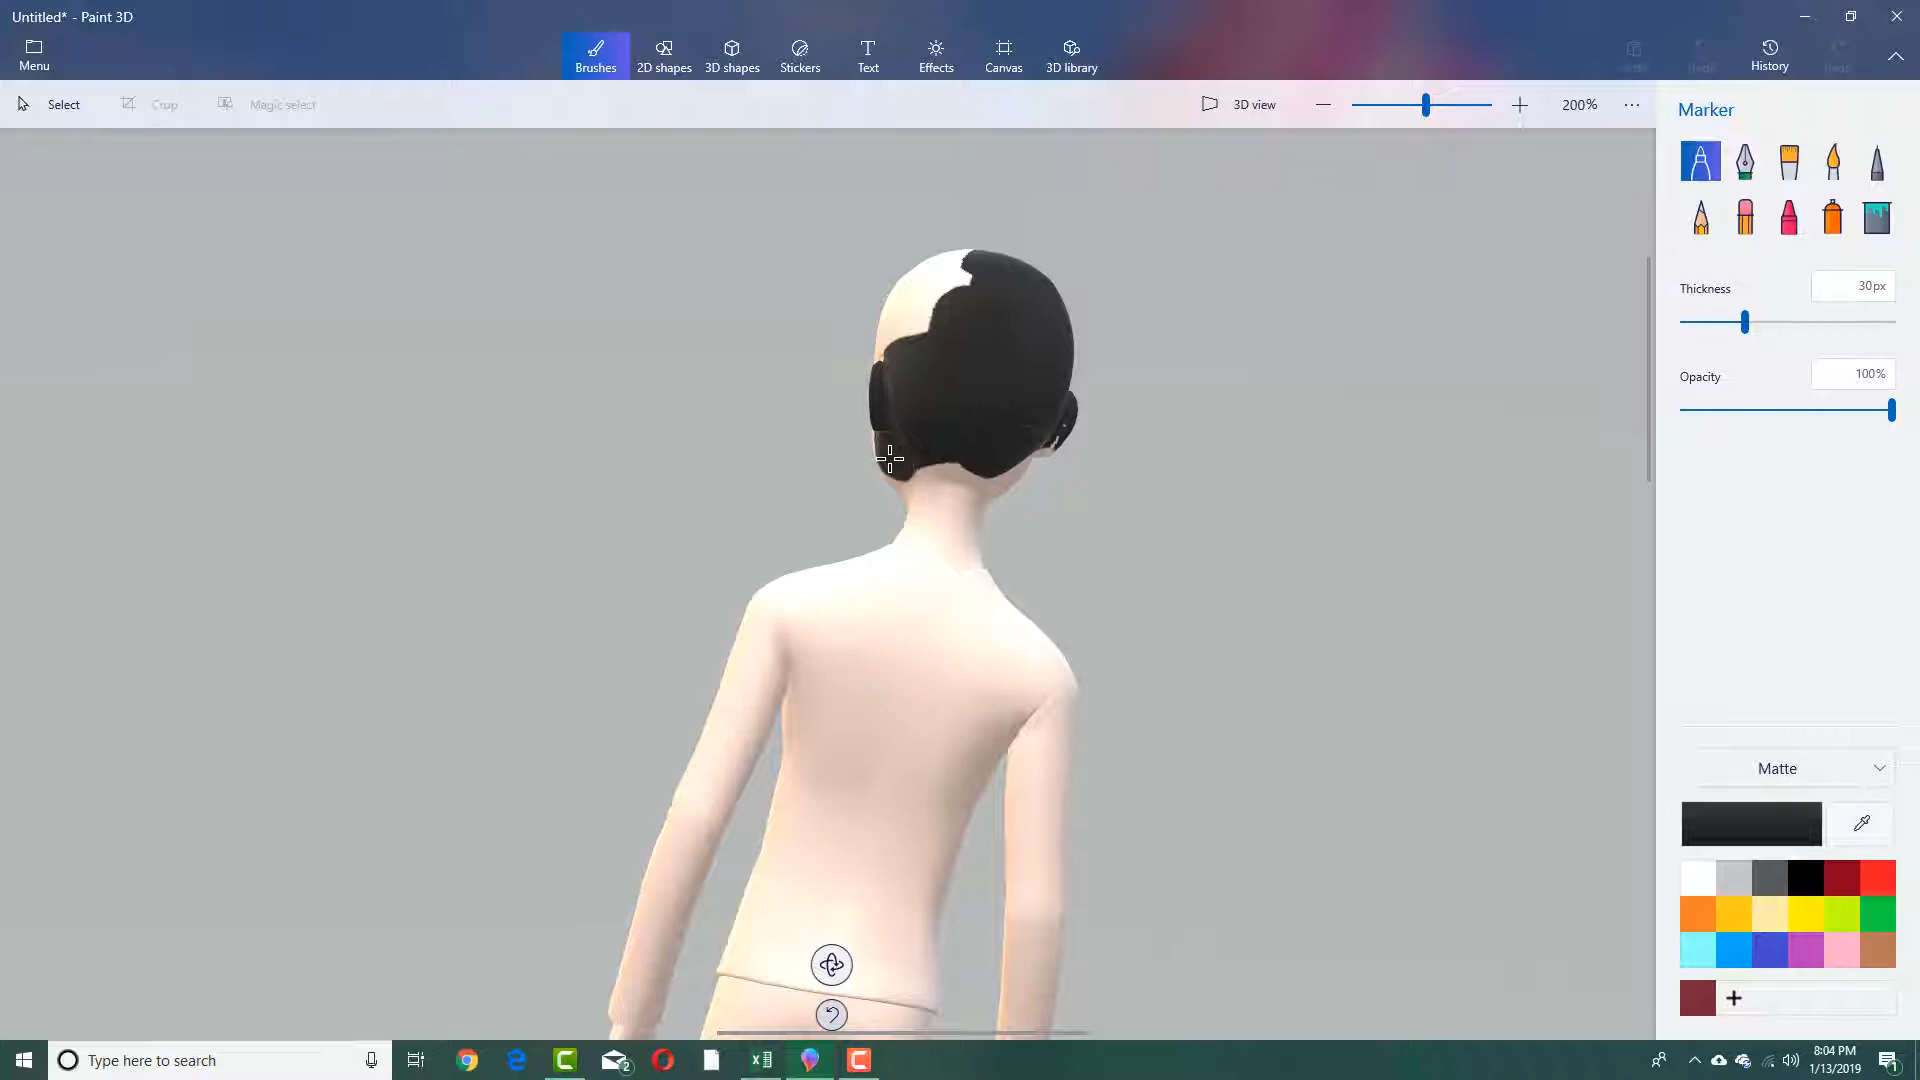 Untitled* - Paint 3D
Menu
Brushes
2D shapes
3D shapes
Stickers
Text
Effects
Canvas
3D library
History
Select
Crop
Magic select
3D view
200%
Marker
Thickness
30px
Opacity
100%
Matte
Type here to search
2
8:04 PM
1/13/2019
1